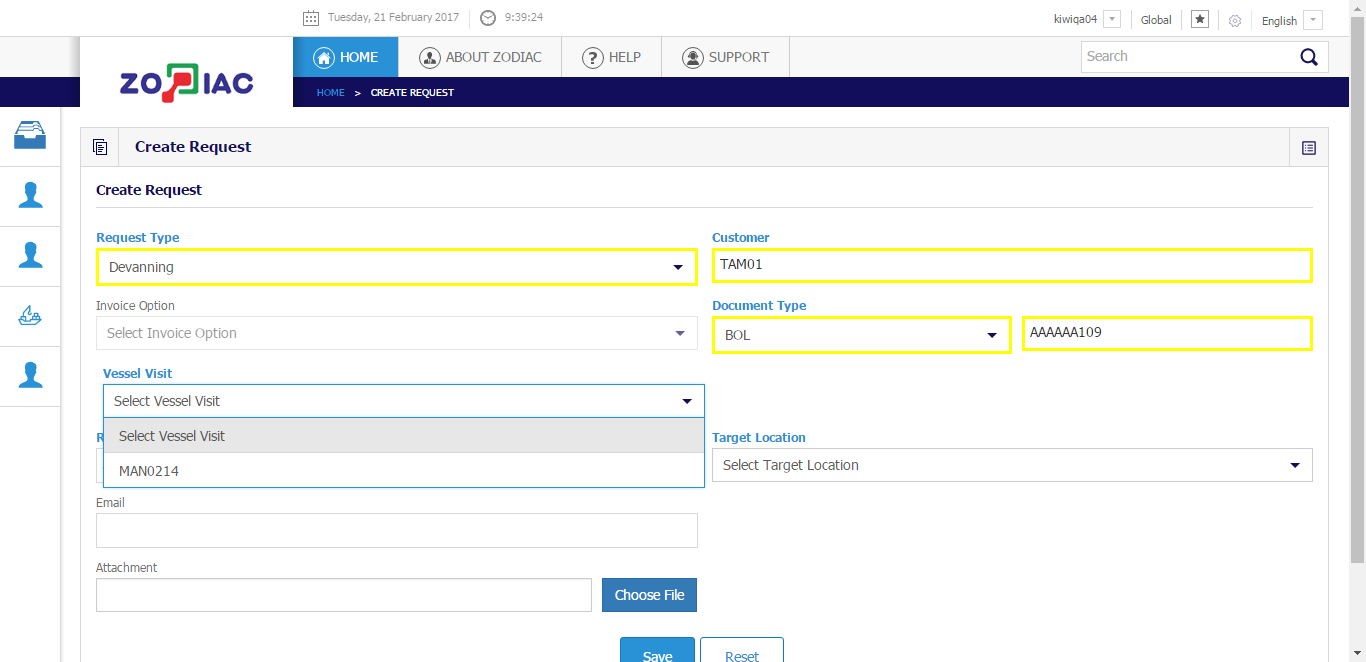 Tuesday, 21 February 2017 9:39:24 kiwiqa04 Global English
ZODIAC
HOME ABOUT ZODIAC HELP SUPPORT Search
HOME > CREATE REQUEST
Create Request
Create Request
Request Type Customer
Devanning TAM01
Invoice Option Document Type
Select Invoice Option BOL AAAAAA109
Vessel Visit
Select Vessel Visit
Select Vessel Visit
Target Location
MAN0214 Select Target Location
Email
Attachment
Choose File
Save Reset